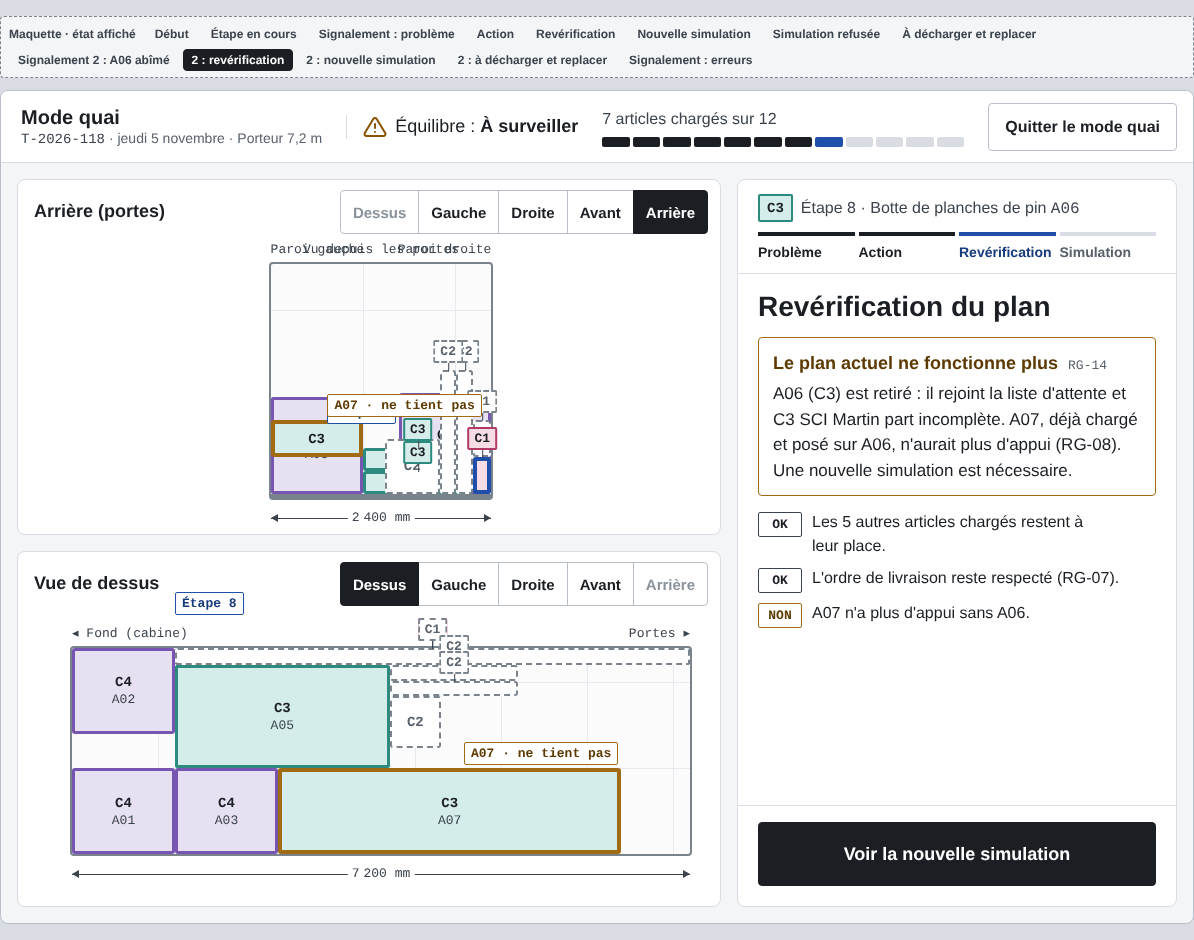 Maquette · état affiché Début Étape en cours Signalement : problème Action Revérification Nouvelle simulation Simulation refusée À décharger et replacer
Signalement 2 : A06 abîmé 2 : revérification 2 : nouvelle simulation 2 : à décharger et replacer Signalement : erreurs
Mode quai
T-2026-118 · jeudi 5 novembre · Porteur 7,2 m
Équilibre : À surveiller
7 articles chargés sur 12
Quitter le mode quai
Arrière (portes)
Dessus Gauche Droite Avant Arrière
Paroi gauche Vu depuis les portes Paroi droite
C2 2
A07 · ne tient pas
1
C3
C3
C1
C3
C4
2 400 mm
Vue de dessus
Dessus Gauche Droite Avant Arrière
Étape 8
◄ Fond (cabine)
C1
Portes ►
C2
C2
C4
A02
C3
A05
C2
A07 · ne tient pas
C4
A01
C4
A03
C3
A07
7 200 mm
C3 Étape 8 · Botte de planches de pin A06
Problème Action Revérification Simulation
Revérification du plan
Le plan actuel ne fonctionne plus RG-14
A06 (C3) est retiré : il rejoint la liste d'attente et
C3 SCI Martin part incomplète. A07, déjà chargé
et posé sur A06, n'aurait plus d'appui (RG-08).
Une nouvelle simulation est nécessaire.
OK Les 5 autres articles chargés restent à
leur place.
OK L'ordre de livraison reste respecté (RG-07).
NON A07 n'a plus d'appui sans A06.
Voir la nouvelle simulation